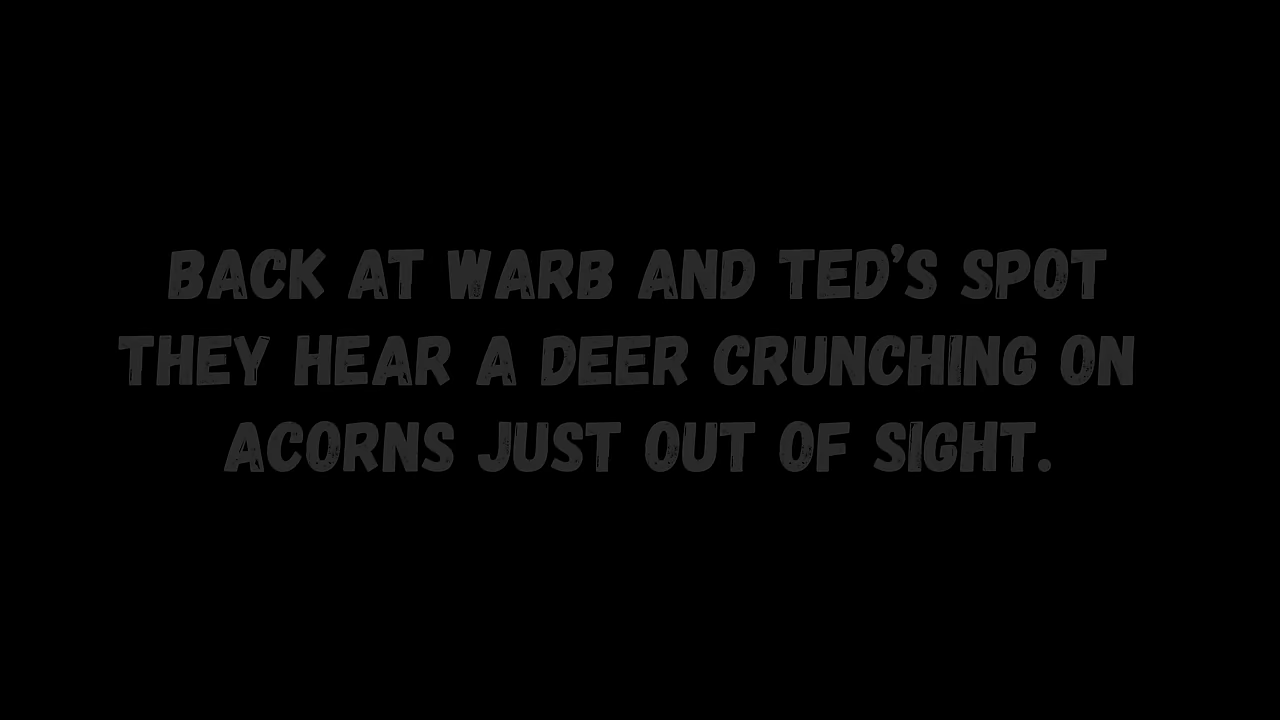 BACK AT WARB AND TED'S SPOT
THEY HEAR A DEER CRUNCHING ON
ACORNS JUST OUT OF SIGHT.